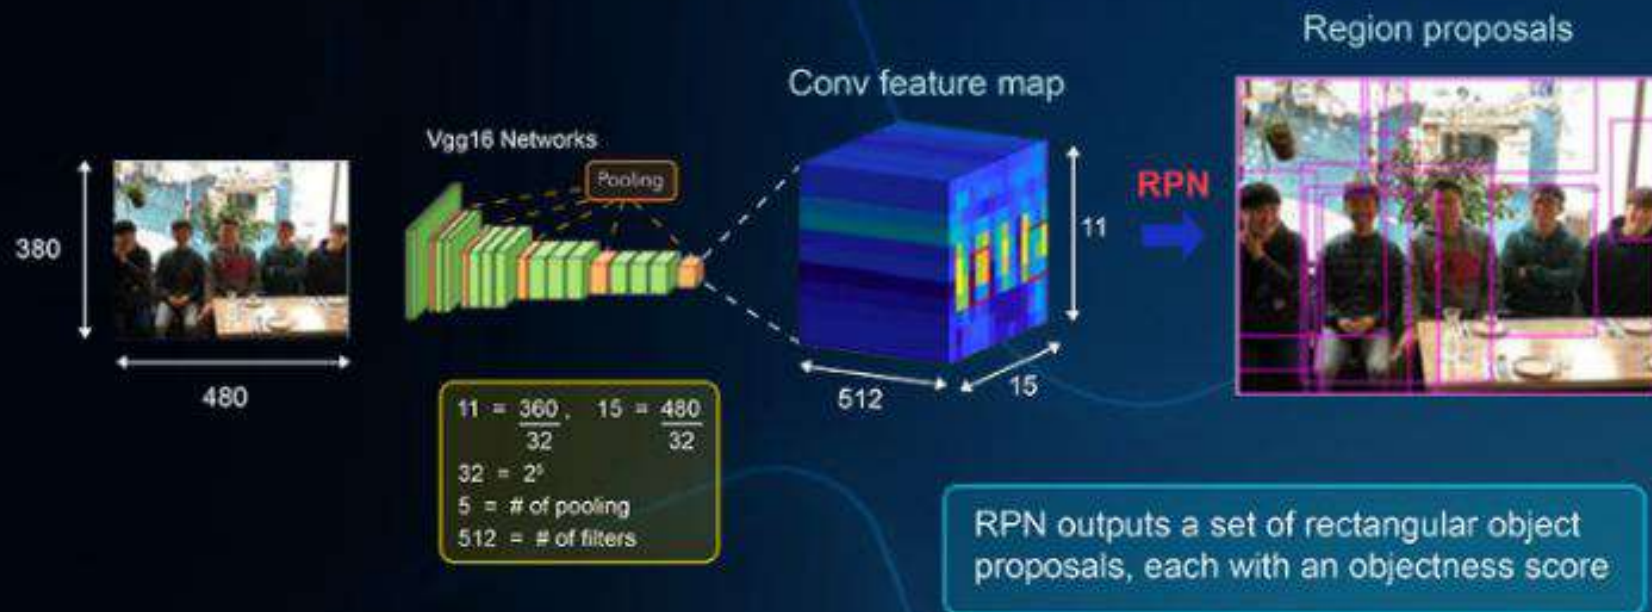 Region proposals
Conv feature map
Vgg16 Networks
Pooling
RPN
380
11
480
512
15
11 = 360, 15 = 480
32 32
32 = 2⁵
5 = # of pooling
512 = # of filters
RPN outputs a set of rectangular object
proposals, each with an objectness score